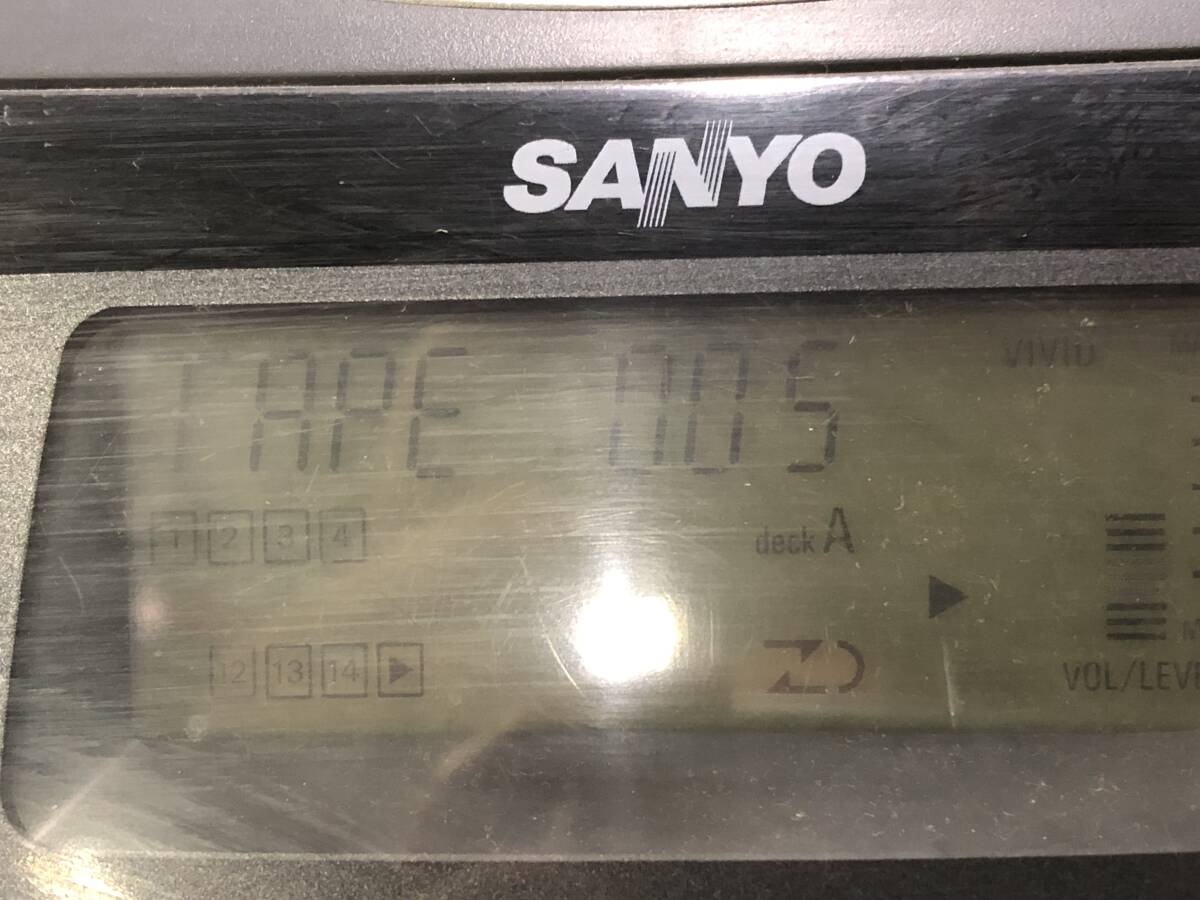 SANYO
TAPE 005
VIVID
1 2 3 4
deck A
12 13 14
VOL/LEVE